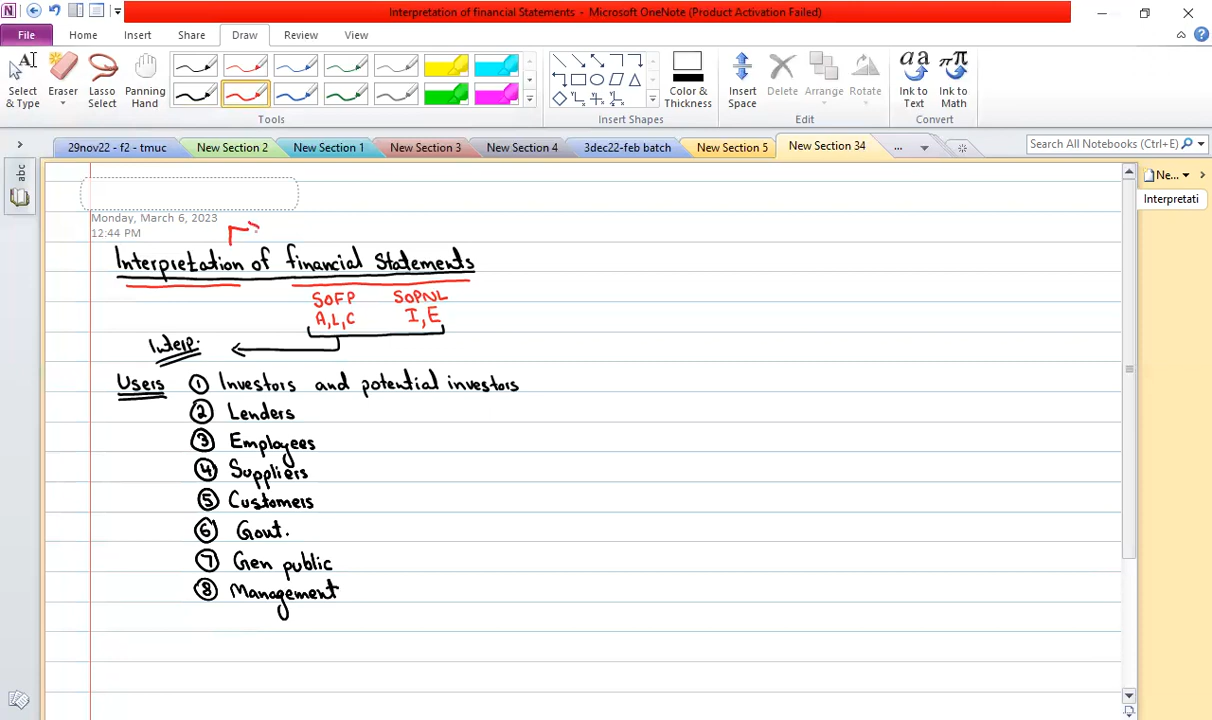 Interpretation of financial Statements - Microsoft OneNote (Product Activation Failed)
File Home Insert Share Draw Review View
Select & Type
Eraser
Lasso Select
Panning Hand
Color & Thickness
Insert Space
Delete
Arrange
Rotate
Ink to Text
Ink to Math
Tools
Insert Shapes
Edit
Convert
29nov22 - f2 - tmuc New Section 2 New Section 1 New Section 3 New Section 4 3dec22-feb batch New Section 5 New Section 34 ... Search All Notebooks (Ctrl+E)
abc
Ne...
Interpretati
Monday, March 6, 2023
12:44 PM
Interpretation of financial Statements
SOFP SOPNL
A,L,C I,E
Interp.
Users ① Investors and potential investors
② Lenders
③ Employees
④ Suppliers
⑤ Customers
⑥ Govt.
⑦ Gen public
⑧ Management